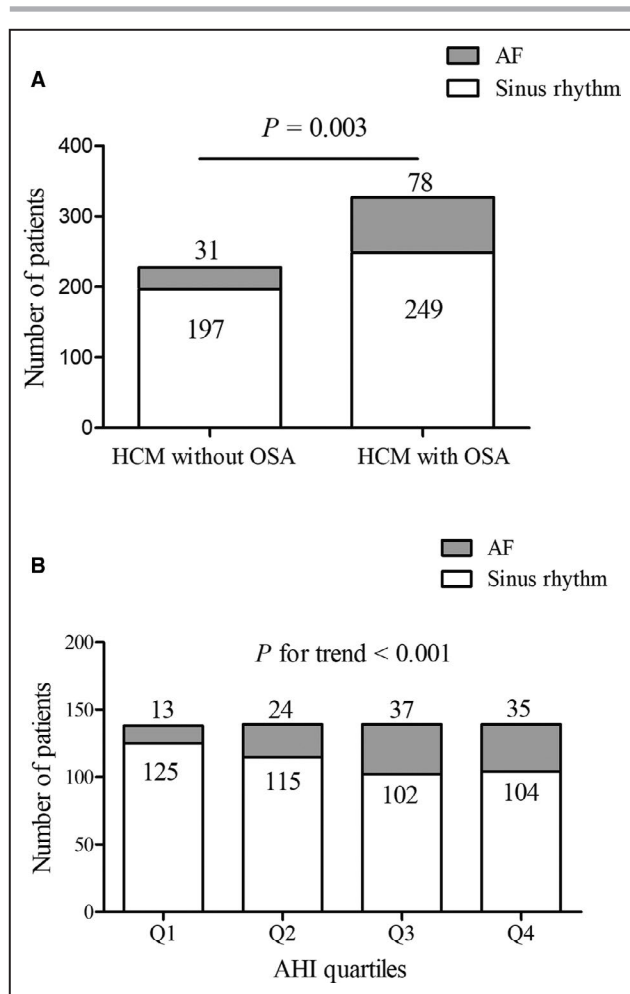 A
AF
Sinus rhythm
P = 0.003
Number of patients
400
300
200
100
0
31
197
78
249
HCM without OSA
HCM with OSA
B
AF
Sinus rhythm
P for trend < 0.001
Number of patients
200
150
100
50
0
13
24
37
35
125
115
102
104
Q1
Q2
Q3
Q4
AHI quartiles